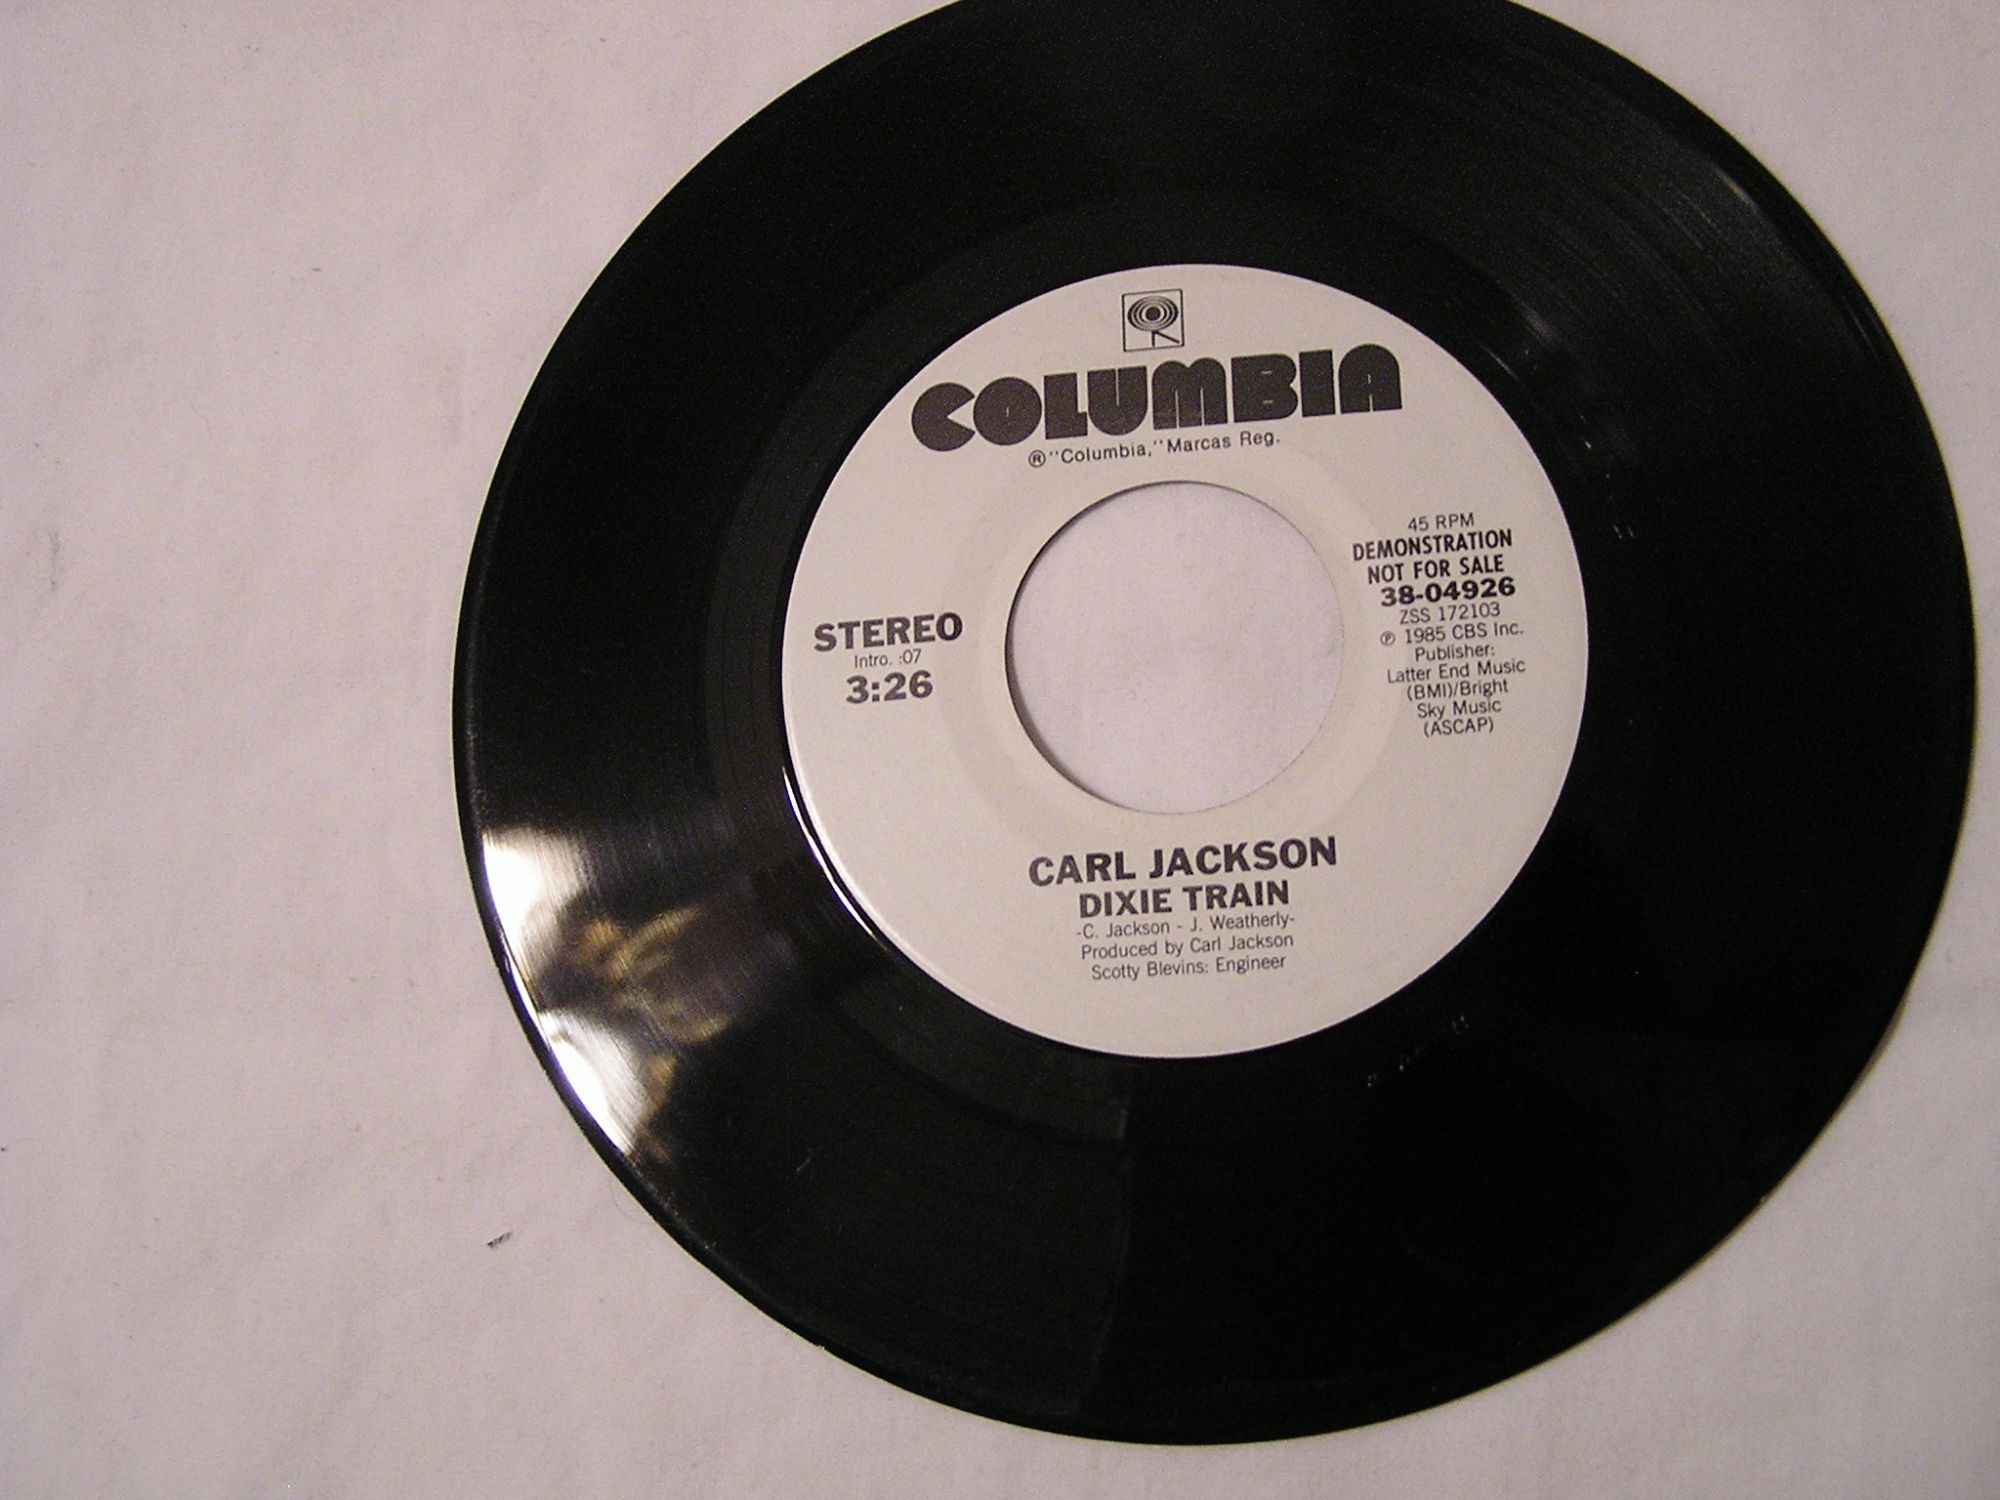 COLUMBIA
®"Columbia," Marcas Reg.
45 RPM
DEMONSTRATION
NOT FOR SALE
38-04926
ZSS 172103
℗ 1985 CBS Inc.
Publisher:
Latter End Music
(BMI)/Bright
Sky Music
(ASCAP)
STEREO
Intro. :07
3:26
CARL JACKSON
DIXIE TRAIN
-C. Jackson - J. Weatherly-
Produced by Carl Jackson
Scotty Blevins: Engineer